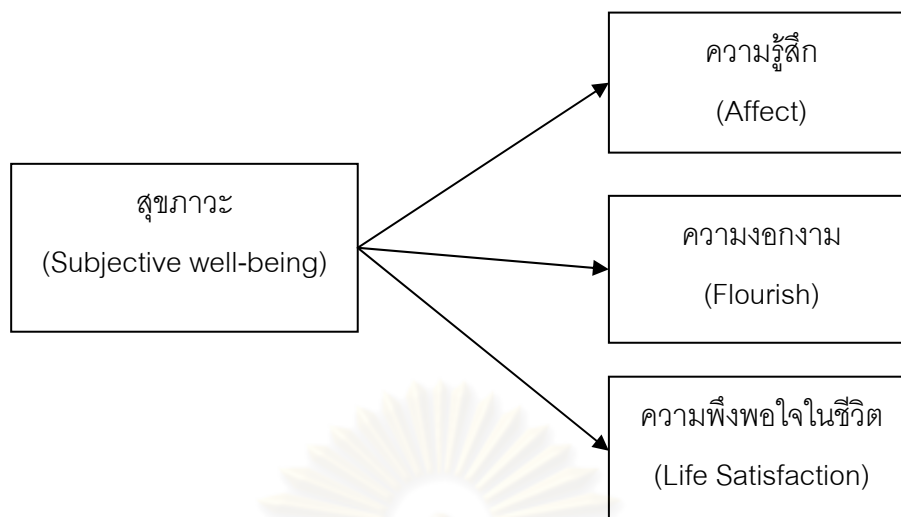 สุขภาวะ
(Subjective well-being)
ความรู้สึก
(Affect)
ความงอกงาม
(Flourish)
ความพึงพอใจในชีวิต
(Life Satisfaction)